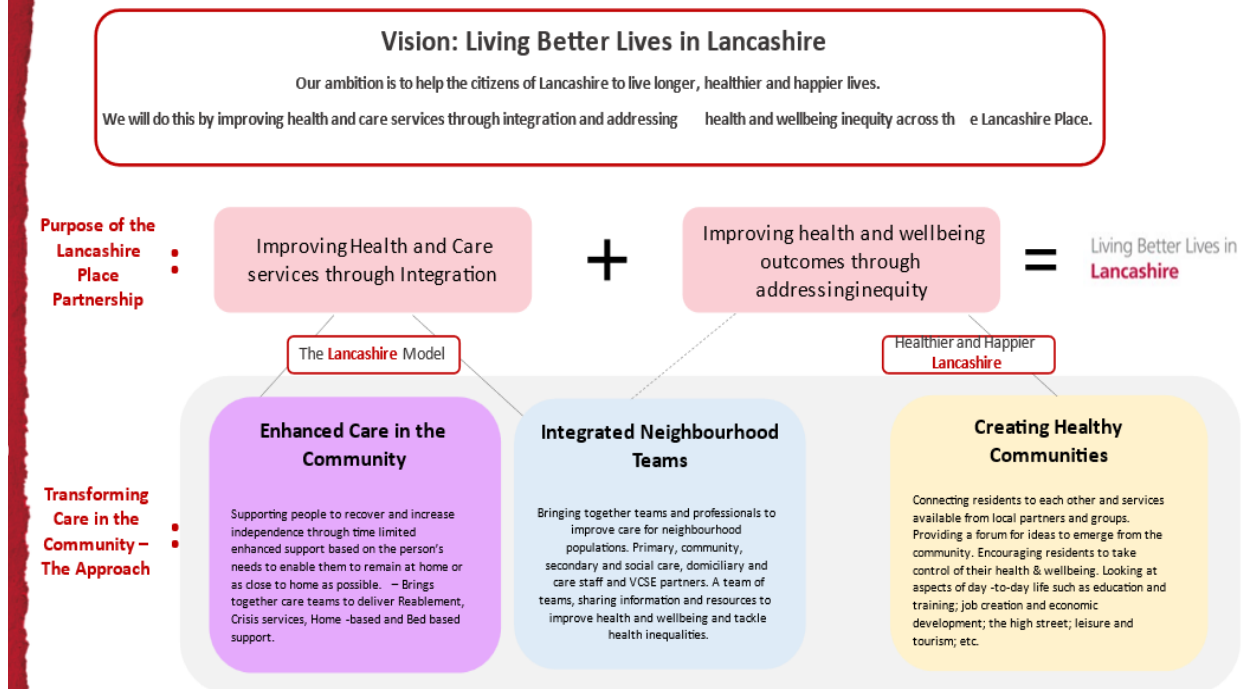 Vision: Living Better Lives in Lancashire
Our ambition is to help the citizens of Lancashire to live longer, healthier and happier lives.
We will do this by improving health and care services through integration and addressing health and wellbeing inequity across th e Lancashire Place.
Purpose of the
Lancashire
Place
Partnership
:
Improving Health and Care
services through Integration
+
Improving health and wellbeing
outcomes through
addressinginequity
=
Living Better Lives in
Lancashire
The Lancashire Model
Healthier and Happier
Lancashire
Transforming
Care in the
Community –
The Approach
:
Enhanced Care in the
Community
Supporting people to recover and increase
independence through time limited
enhanced support based on the person's
needs to enable them to remain at home or
as close to home as possible. – Brings
together care teams to deliver Reablement,
Crisis services, Home -based and Bed based
support.
Integrated Neighbourhood
Teams
Bringing together teams and professionals to
improve care for neighbourhood
populations. Primary, community,
secondary and social care, domiciliary and
care staff and VCSE partners. A team of
teams, sharing information and resources to
improve health and wellbeing and tackle
health inequalities.
Creating Healthy
Communities
Connecting residents to each other and services
available from local partners and groups.
Providing a forum for ideas to emerge from the
community. Encouraging residents to take
control of their health & wellbeing. Looking at
aspects of day -to-day life such as education and
training; job creation and economic
development; the high street; leisure and
tourism; etc.